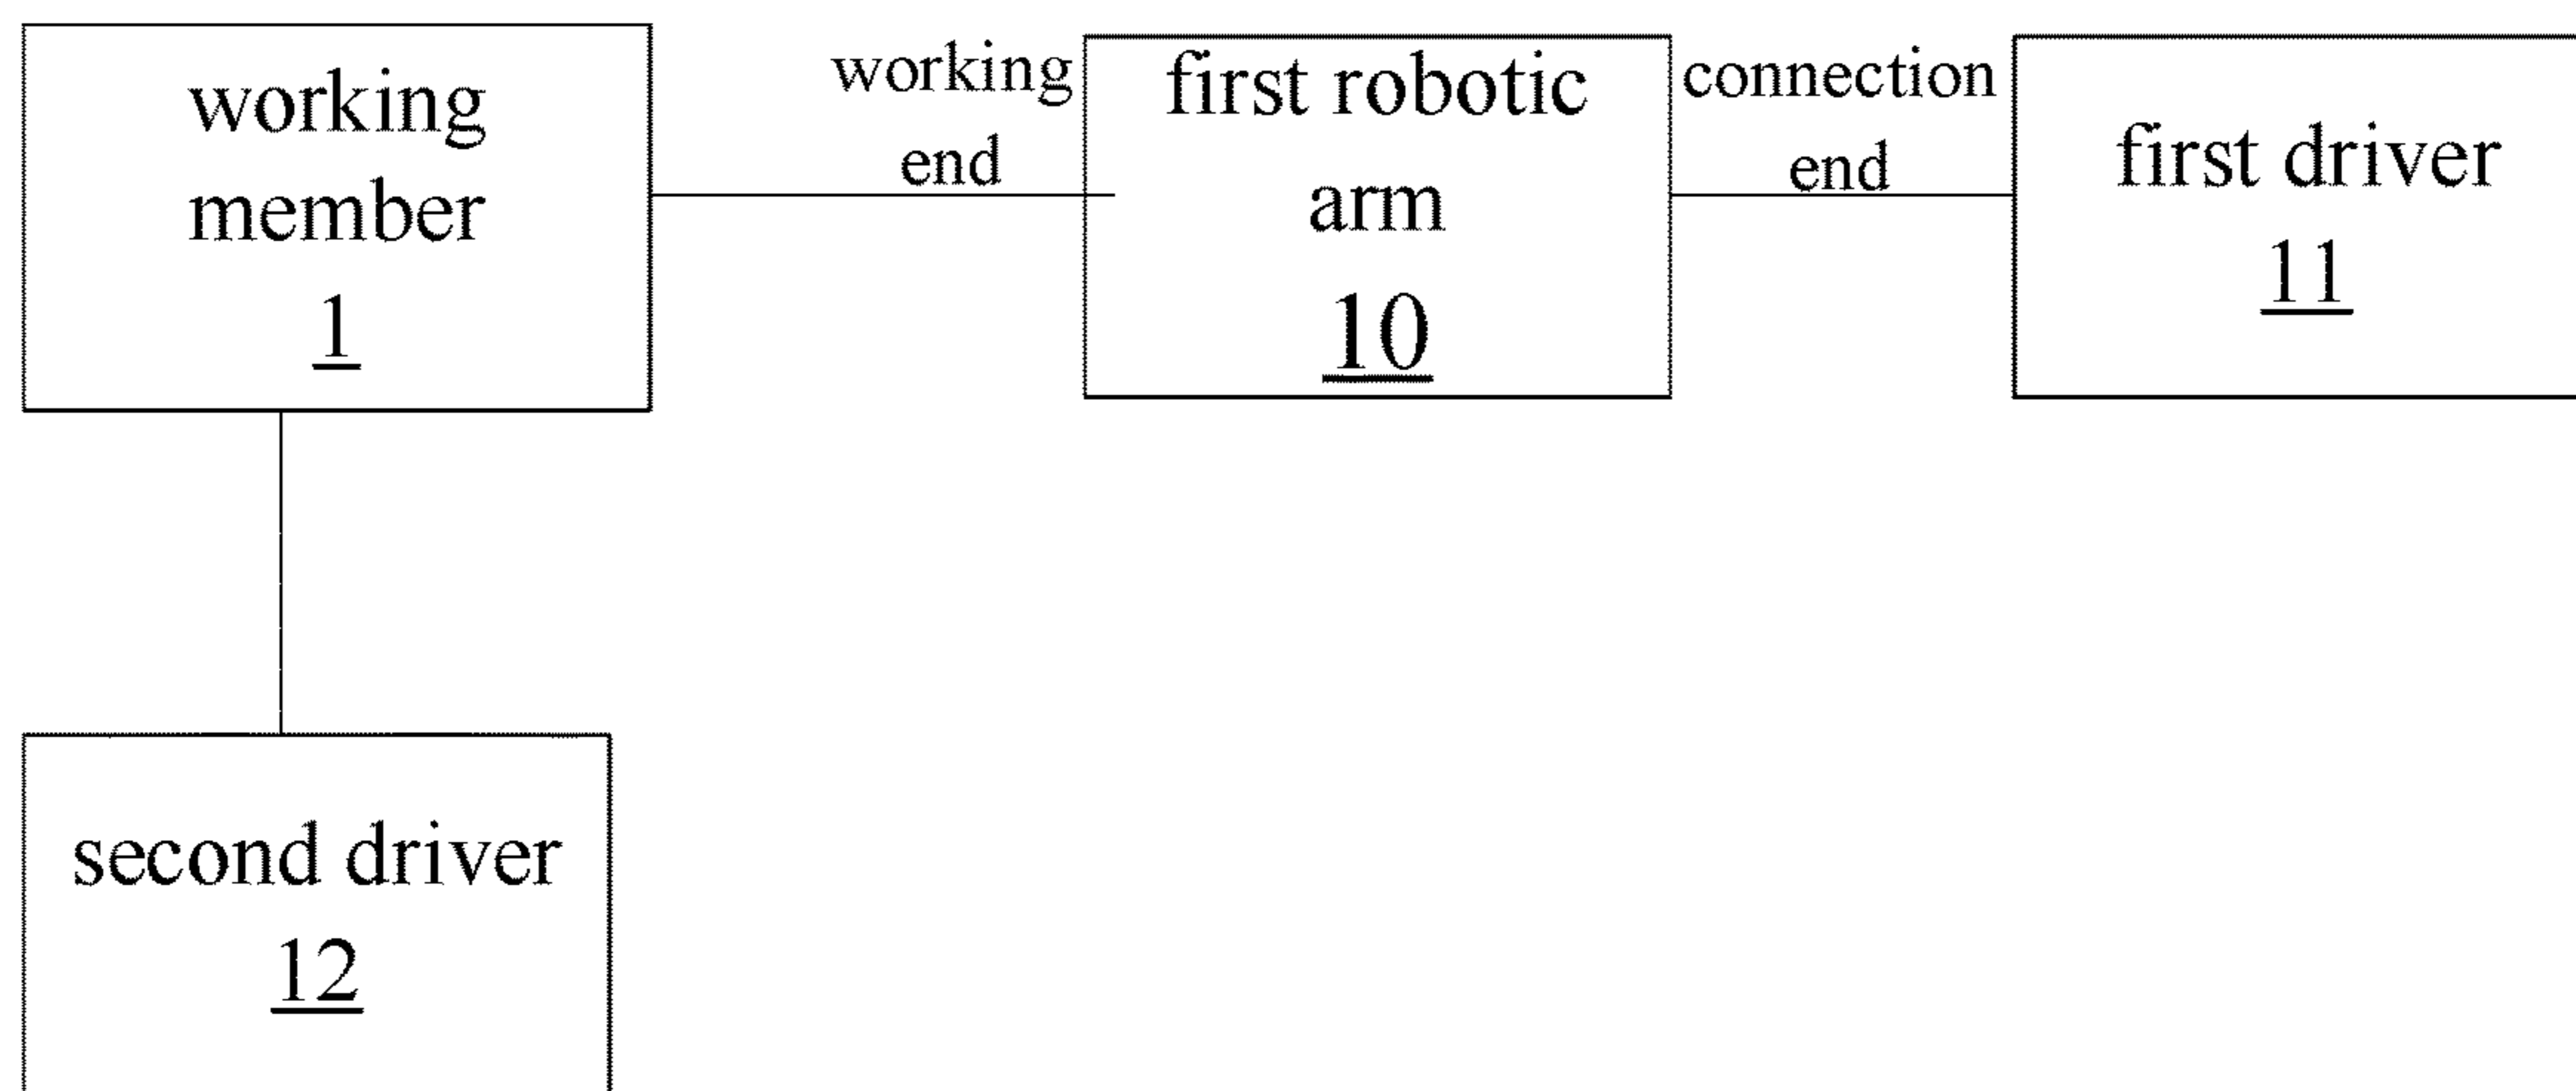 working
member
1
working
end
first robotic
arm
10
connection
end
first driver
11
second driver
12